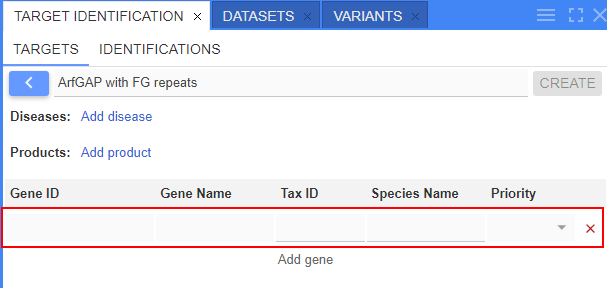 TARGET IDENTIFICATION × DATASETS × VARIANTS ×
TARGETS IDENTIFICATIONS
ArfGAP with FG repeats CREATE
Diseases: Add disease
Products: Add product
Gene ID Gene Name Tax ID Species Name Priority
Add gene